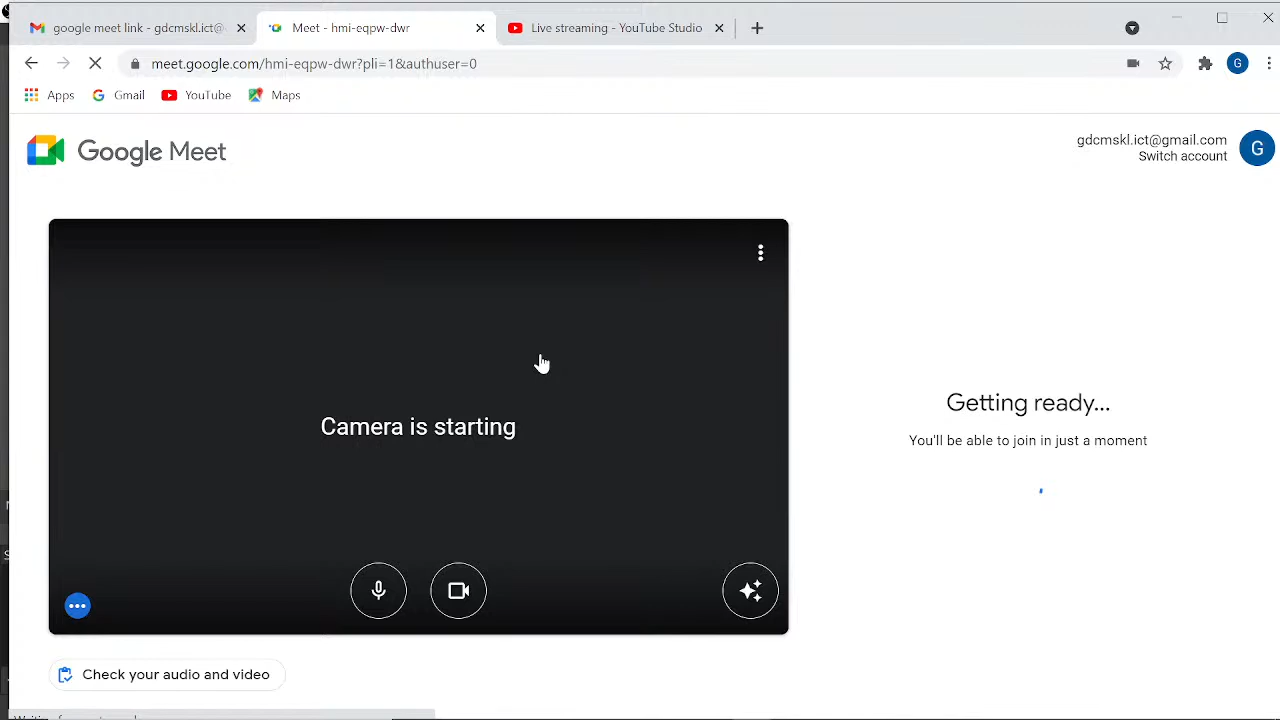 google meet link - gdcmskl.ict@
Meet - hmi-eqpw-dwr
Live streaming - YouTube Studio
meet.google.com/hmi-eqpw-dwr?pli=1&authuser=0
G
Apps
Gmail
YouTube
Maps
Google Meet
gdcmskl.ict@gmail.com
Switch account
G
Camera is starting
Getting ready...
You'll be able to join in just a moment
Check your audio and video